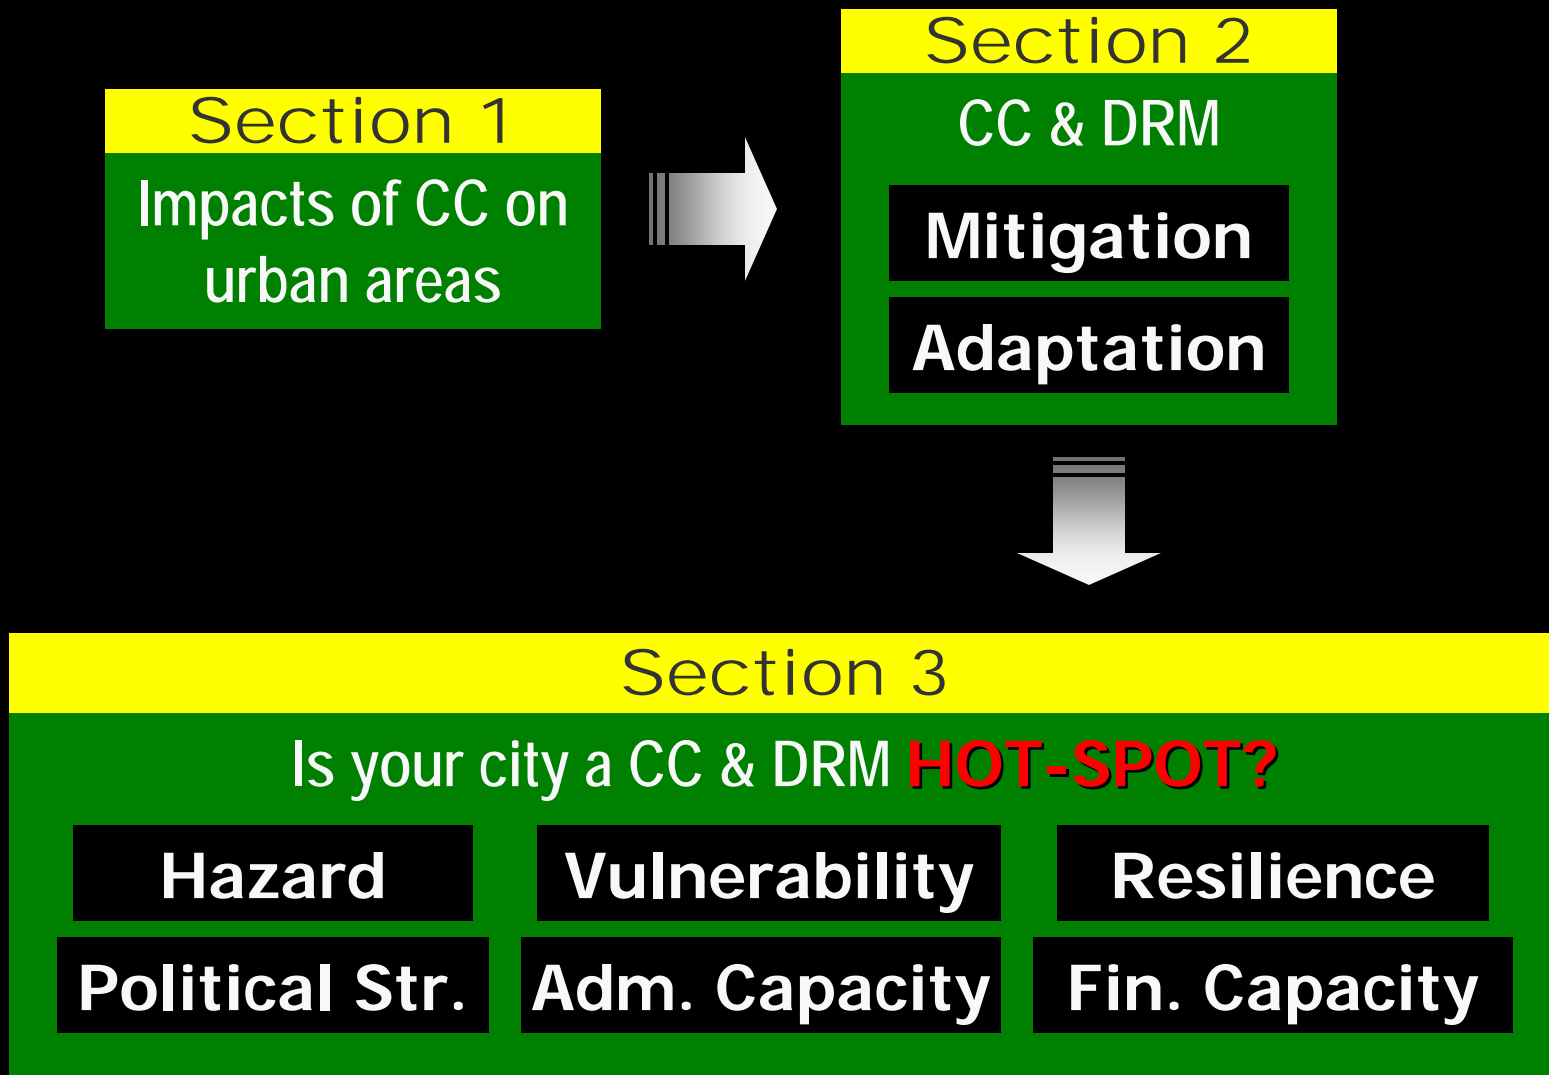 Section 1
Impacts of CC on
urban areas
Section 2
CC & DRM
Mitigation
Adaptation
Section 3
Is your city a CC & DRM HOT-SPOT?
Hazard
Vulnerability
Resilience
Political Str.
Adm. Capacity
Fin. Capacity